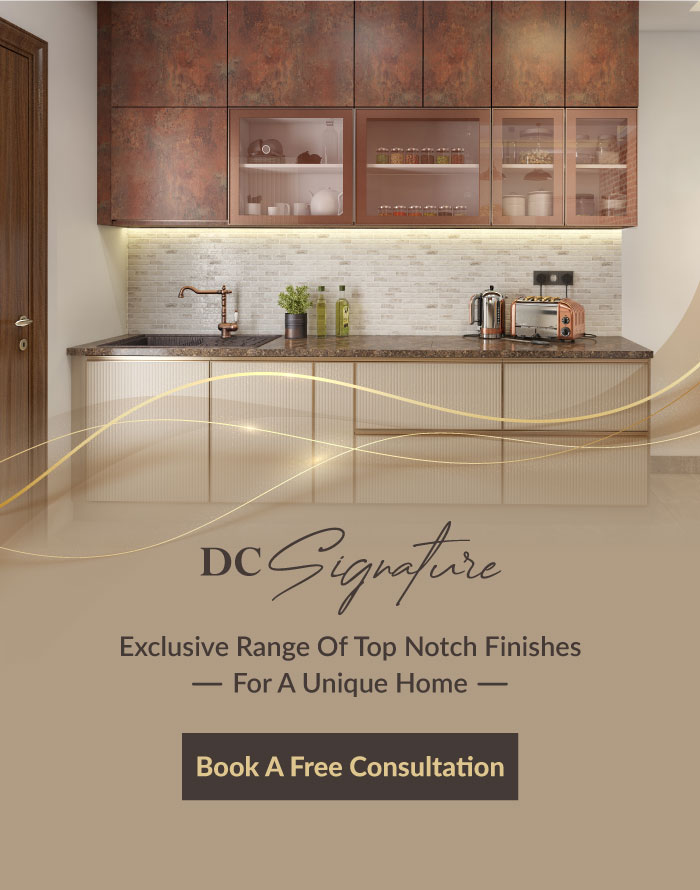 DC Signature
Exclusive Range Of Top Notch Finishes
For A Unique Home
Book A Free Consultation